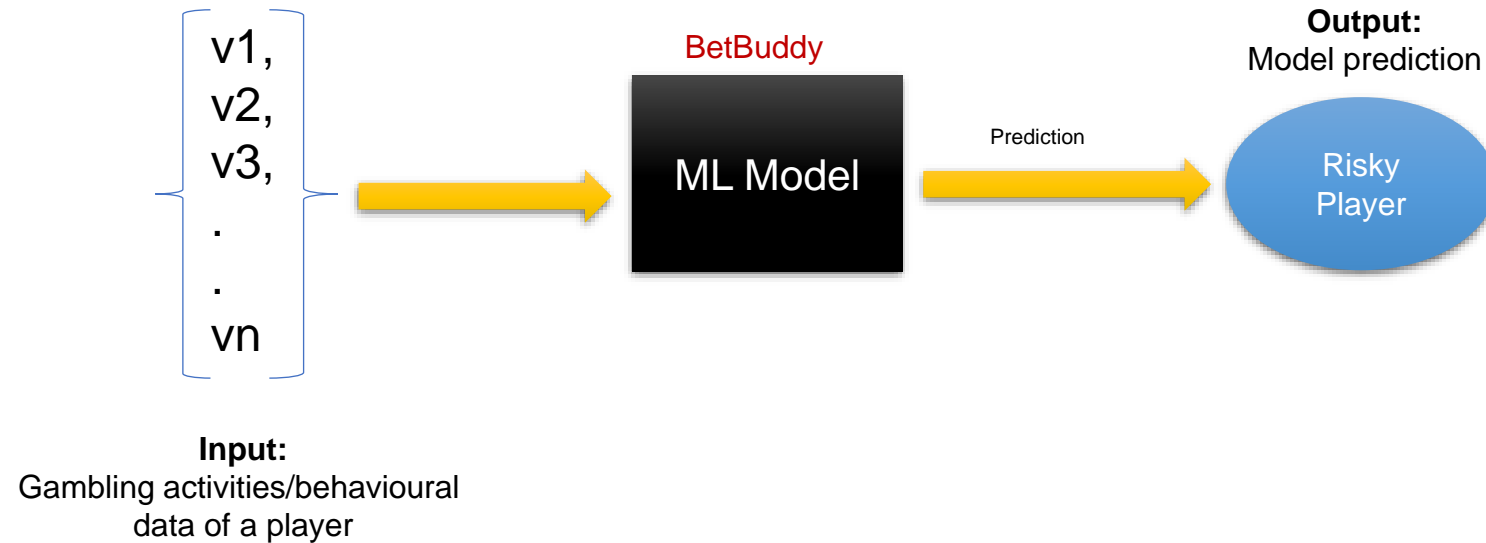 v1,
v2,
v3,
.
.
vn
Input:
Gambling activities/behavioural
data of a player
BetBuddy
ML Model
Prediction
Output:
Model prediction
Risky
Player